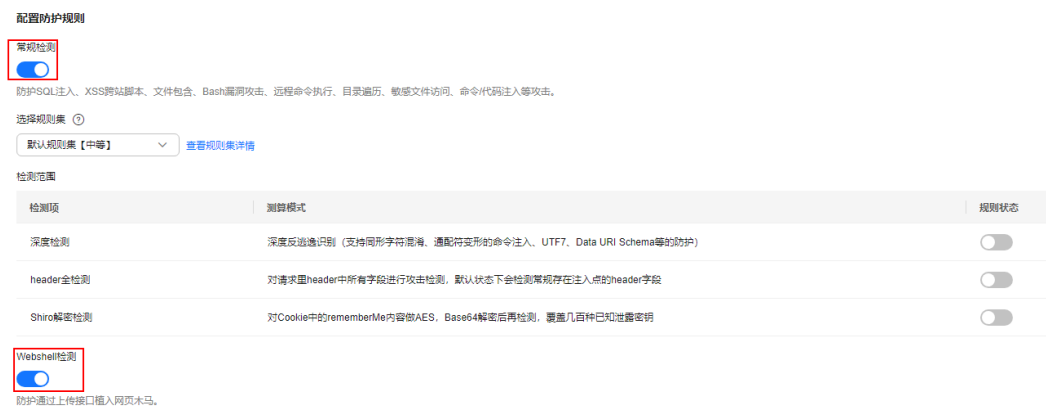 配置防护规则
常规检测
防护SQL注入、XSS跨站脚本、文件包含、Bash漏洞攻击、远程命令执行、目录遍历、敏感文件访问、命令/代码注入等攻击。
选择规则集 ?
默认规则集【中等】 查看规则集详情
检测范围
检测项 测算模式 规则状态
深度检测 深度反逃逸识别（支持同形字符混淆、通配符变形的命令注入、UTF7、Data URI Schema等的防护）
header全检测 对请求里header中所有字段进行攻击检测，默认状态下会检测常规存在注入点的header字段
Shiro解密检测 对Cookie中的rememberMe内容做AES，Base64解密后再检测，覆盖几百种已知泄露密钥
Webshell检测
防护通过上传接口植入网页木马。